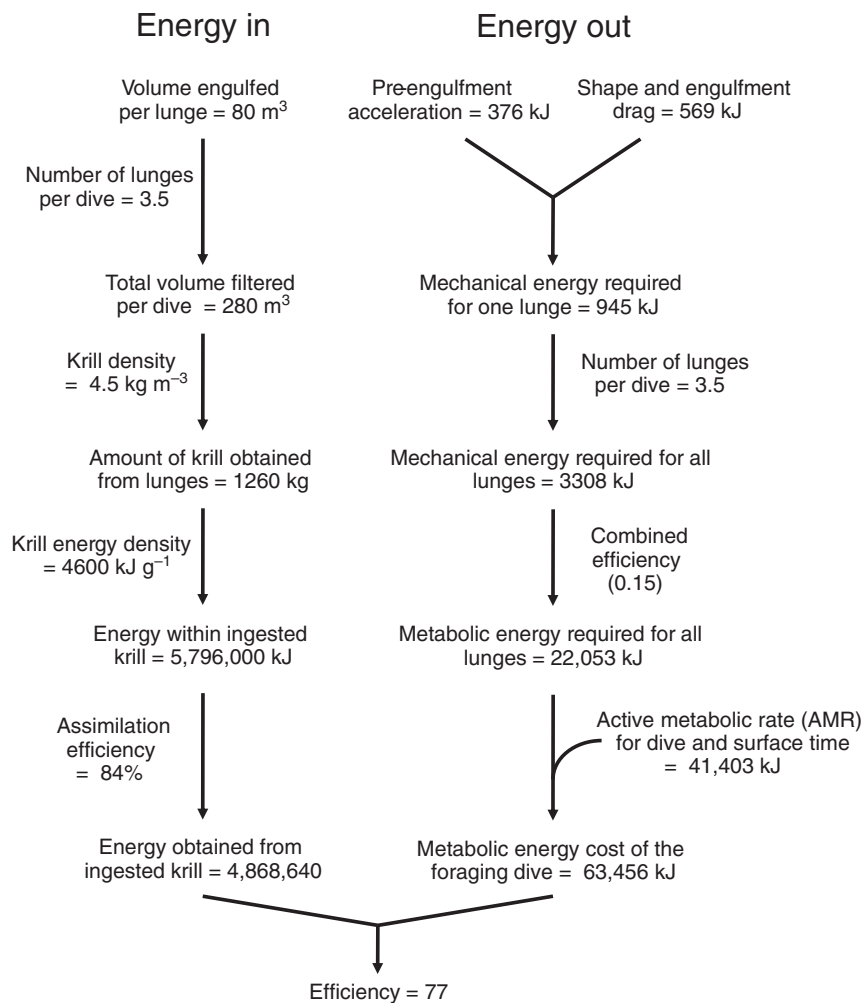 Energy in
Energy out
Volume engulfed
per lunge = 80 m³
Pre-engulfment
acceleration = 376 kJ
Shape and engulfment
drag = 569 kJ
Number of lunges
per dive = 3.5
Total volume filtered
per dive = 280 m³
Mechanical energy required
for one lunge = 945 kJ
Krill density
= 4.5 kg m⁻³
Number of lunges
per dive = 3.5
Amount of krill obtained
from lunges = 1260 kg
Mechanical energy required for all
lunges = 3308 kJ
Krill energy density
= 4600 kJ g⁻¹
Combined
efficiency
(0.15)
Energy within ingested
krill = 5,796,000 kJ
Metabolic energy required for all
lunges = 22,053 kJ
Assimilation
efficiency
= 84%
Active metabolic rate (AMR)
for dive and surface time
= 41,403 kJ
Energy obtained from
ingested krill = 4,868,640
Metabolic energy cost of the
foraging dive = 63,456 kJ
Efficiency = 77